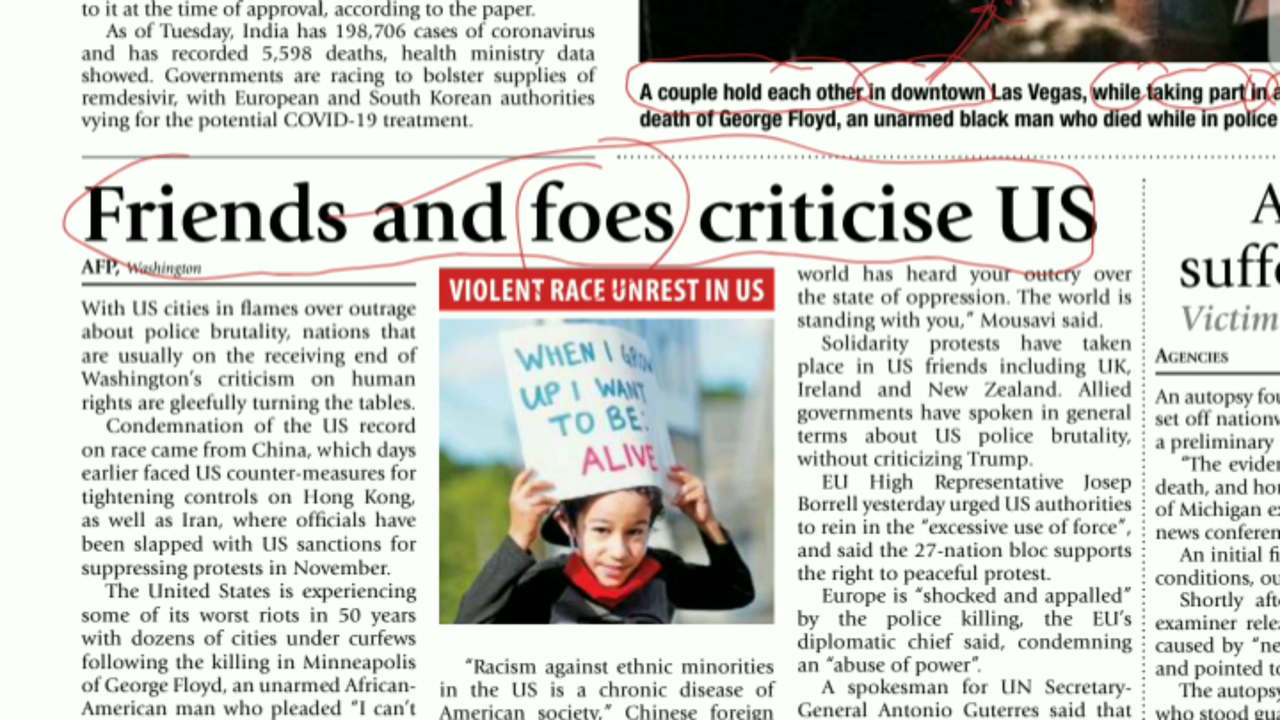 to it at the time of approval, according to the paper.
As of Tuesday, India has 198,706 cases of coronavirus
and has recorded 5,598 deaths, health ministry data
showed. Governments are racing to bolster supplies of
remdesivir, with European and South Korean authorities
vying for the potential COVID-19 treatment.
A couple hold each other in downtown Las Vegas, while taking part in a
death of George Floyd, an unarmed black man who died while in police
Friends and foes criticise US
AFP, Washington
With US cities in flames over outrage
about police brutality, nations that
are usually on the receiving end of
Washington's criticism on human
rights are gleefully turning the tables.
Condemnation of the US record
on race came from China, which days
earlier faced US counter-measures for
tightening controls on Hong Kong,
as well as Iran, where officials have
been slapped with US sanctions for
suppressing protests in November.
The United States is experiencing
some of its worst riots in 50 years
with dozens of cities under curfews
following the killing in Minneapolis
of George Floyd, an unarmed African-
American man who pleaded "I can't
VIOLENT RACE UNREST IN US
WHEN I GROW
UP I WANT
TO BE:
ALIVE
"Racism against ethnic minorities
in the US is a chronic disease of
American society," Chinese foreign
world has heard your outcry over
the state of oppression. The world is
standing with you," Mousavi said.
Solidarity protests have taken
place in US friends including UK,
Ireland and New Zealand. Allied
governments have spoken in general
terms about US police brutality,
without criticizing Trump.
EU High Representative Josep
Borrell yesterday urged US authorities
to rein in the "excessive use of force",
and said the 27-nation bloc supports
the right to peaceful protest.
Europe is "shocked and appalled"
by the police killing, the EU's
diplomatic chief said, condemning
an "abuse of power".
A spokesman for UN Secretary-
General Antonio Guterres said that
A
suffe
Victim
AGENCIES
An autopsy fou
set off nationw
a preliminary
"The eviden
death, and hon
of Michigan ex
news conferen
An initial fi
conditions, ou
Shortly afte
examiner relea
caused by "ne
and pointed to
The autopsy
who stood gua